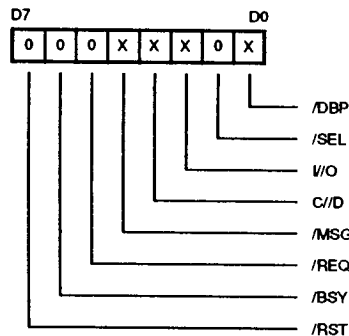 D7 D0
0 0 0 X X X 0 X
/DBP
/SEL
I//O
C//D
/MSG
/REQ
/BSY
/RST